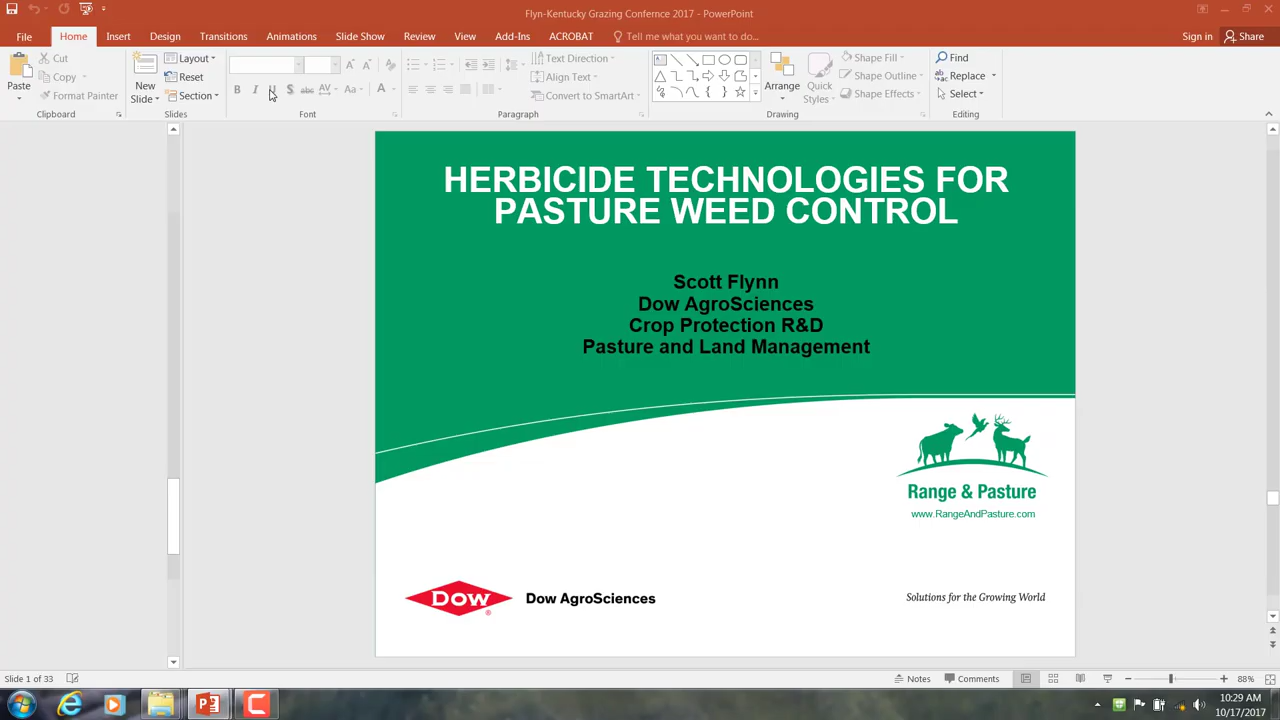 Flyn-Kentucky Grazing Confernce 2017 - PowerPoint
File Home Insert Design Transitions Animations Slide Show Review View Add-Ins ACROBAT Tell me what you want to do... Sign in Share
Paste
Cut
Copy
Format Painter
Clipboard
New
Slide
Layout
Reset
Section
Slides
Font
Text Direction
Align Text
Convert to SmartArt
Paragraph
Arrange
Quick
Styles
Shape Fill
Shape Outline
Shape Effects
Drawing
Find
Replace
Select
Editing
HERBICIDE TECHNOLOGIES FOR
PASTURE WEED CONTROL
Scott Flynn
Dow AgroSciences
Crop Protection R&D
Pasture and Land Management
Range & Pasture
www.RangeAndPasture.com
DOW
Dow AgroSciences
Solutions for the Growing World
Slide 1 of 33
Notes Comments 88%
10:29 AM
10/17/2017